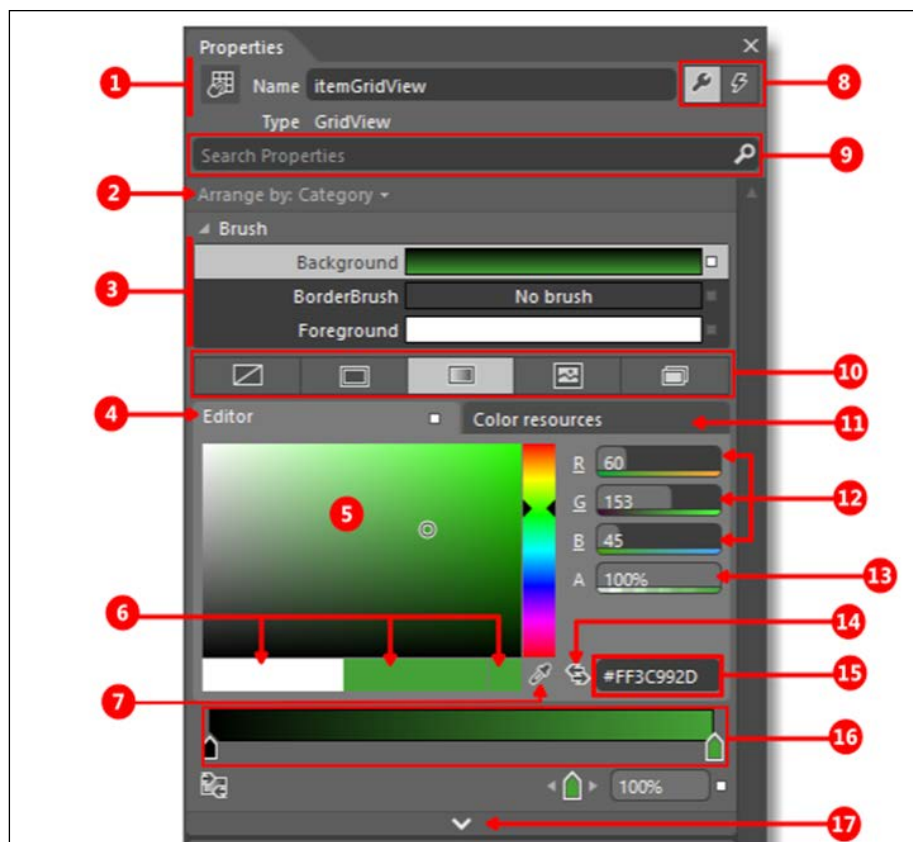 Properties
1
Name itemGridView
8
Type GridView
Search Properties
9
2
Arrange by: Category
Brush
Background
3
BorderBrush No brush
Foreground
10
4
Editor
Color resources
11
R 60
5
G 153
12
B 45
A 100%
13
6
14
#FF3C992D
15
7
16
100%
17